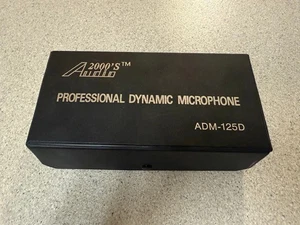 2000'S™
Audio
PROFESSIONAL DYNAMIC MICROPHONE
ADM-125D